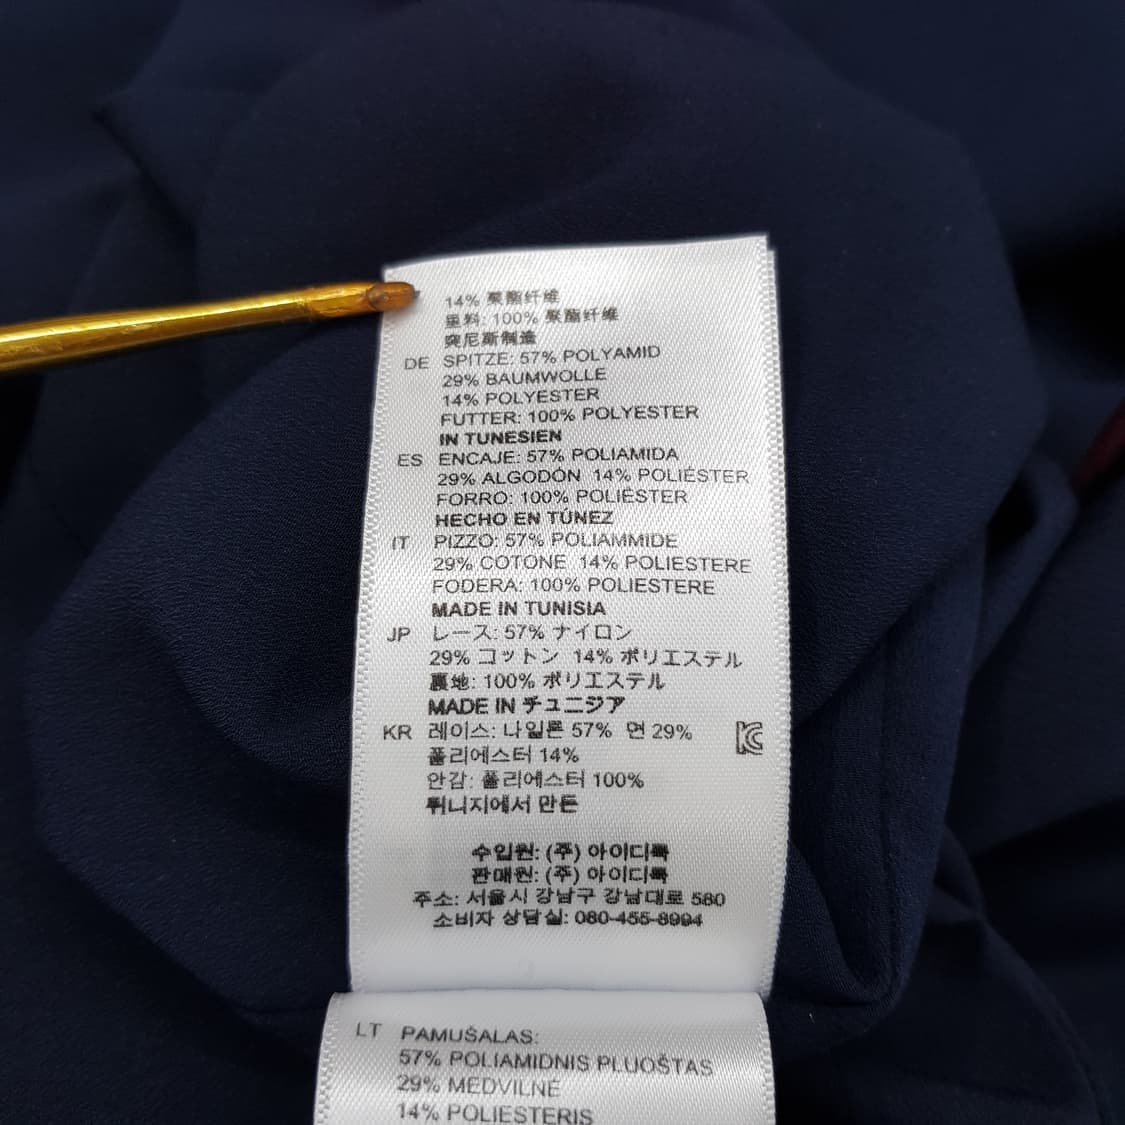 14% 聚酯纤维
里料: 100% 聚酯纤维
突尼斯制造
DE SPITZE: 57% POLYAMID
29% BAUMWOLLE
14% POLYESTER
FUTTER: 100% POLYESTER
IN TUNESIEN
ES ENCAJE: 57% POLIAMIDA
29% ALGODÓN 14% POLIÉSTER
FORRO: 100% POLIÉSTER
HECHO EN TÚNEZ
IT PIZZO: 57% POLIAMMIDE
29% COTONE 14% POLIESTERE
FODERA: 100% POLIESTERE
MADE IN TUNISIA
JP レース: 57% ナイロン
29% コットン 14% ポリエステル
裏地: 100% ポリエステル
MADE IN チュニジア
KR 레이스: 나일론 57% 면 29%
폴리에스터 14%
안감: 폴리에스터 100%
튀니지에서 만든
수입원: (주) 아이디룩
판매원: (주) 아이디룩
주소: 서울시 강남구 강남대로 580
소비자 상담실: 080-455-8994
LT PAMUŠALAS:
57% POLIAMIDNIS PLUOŠTAS
29% MEDVILNĖ
14% POLIESTERIS